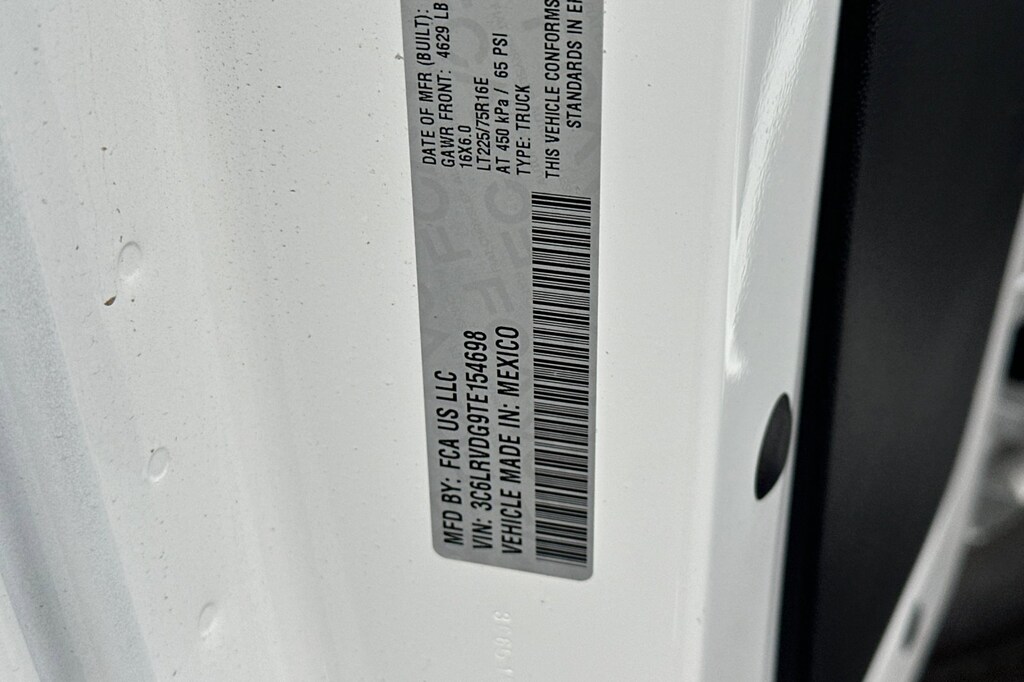 MFD BY: FCA US LLC
VIN: 3C6LRVDG9TE154698
VEHICLE MADE IN: MEXICO
DATE OF MFR (BUILT):
GAWR FRONT: 4629 LB
16X6.0
LT225/75R16E
AT 450 kPa / 65 PSI
TYPE: TRUCK
THIS VEHICLE CONFORMS
STANDARDS IN